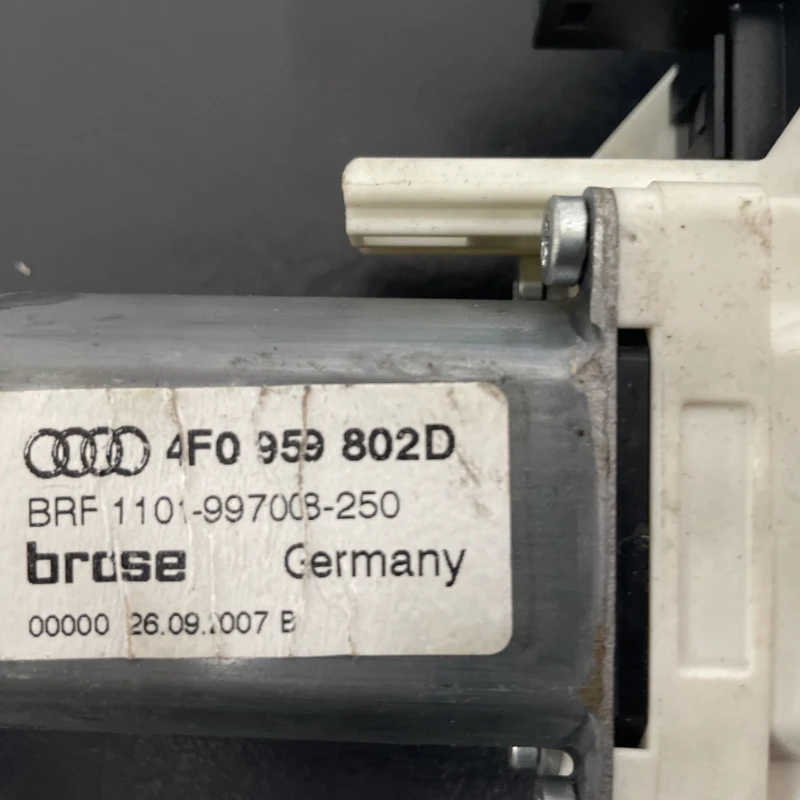 4F0 959 802D
BRF 1101-997008-250
brose Germany
00000 26.09.2007 B